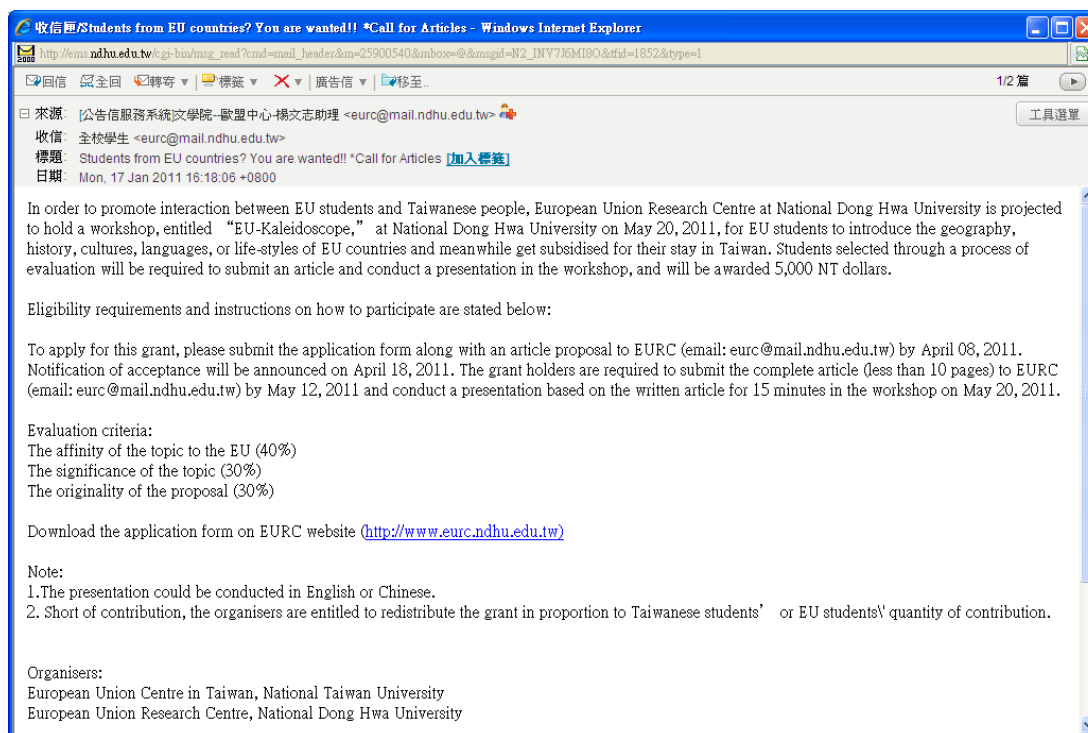 收信匣/Students from EU countries? You are wanted!! *Call for Articles - Windows Internet Explorer
http://ems.ndhu.edu.tw/cgi-bin/msg_read?cmd=mail_header&m=25900540&mbox=@&msgid=N2_INV7J6MI8O&tfid=1852&type=1
回信 全回 轉寄 ▼ 標籤 ▼ ▼ 廣告信 ▼ 移至.. 1/2 篇
來源: [公告信服務系統]文學院--歐盟中心-楊文志助理 <eurc@mail.ndhu.edu.tw> 工具選單
收信: 全校學生 <eurc@mail.ndhu.edu.tw>
標題: Students from EU countries? You are wanted!! *Call for Articles [加入標籤]
日期: Mon, 17 Jan 2011 16:18:06 +0800
In order to promote interaction between EU students and Taiwanese people, European Union Research Centre at National Dong Hwa University is projected
to hold a workshop, entitled “EU-Kaleidoscope,” at National Dong Hwa University on May 20, 2011, for EU students to introduce the geography,
history, cultures, languages, or life-styles of EU countries and meanwhile get subsidised for their stay in Taiwan. Students selected through a process of
evaluation will be required to submit an article and conduct a presentation in the workshop, and will be awarded 5,000 NT dollars.
Eligibility requirements and instructions on how to participate are stated below:
To apply for this grant, please submit the application form along with an article proposal to EURC (email: eurc@mail.ndhu.edu.tw) by April 08, 2011.
Notification of acceptance will be announced on April 18, 2011. The grant holders are required to submit the complete article (less than 10 pages) to EURC
(email: eurc@mail.ndhu.edu.tw) by May 12, 2011 and conduct a presentation based on the written article for 15 minutes in the workshop on May 20, 2011.
Evaluation criteria:
The affinity of the topic to the EU (40%)
The significance of the topic (30%)
The originality of the proposal (30%)
Download the application form on EURC website (http://www.eurc.ndhu.edu.tw)
Note:
1.The presentation could be conducted in English or Chinese.
2. Short of contribution, the organisers are entitled to redistribute the grant in proportion to Taiwanese students’ or EU students\' quantity of contribution.
Organisers:
European Union Centre in Taiwan, National Taiwan University
European Union Research Centre, National Dong Hwa University